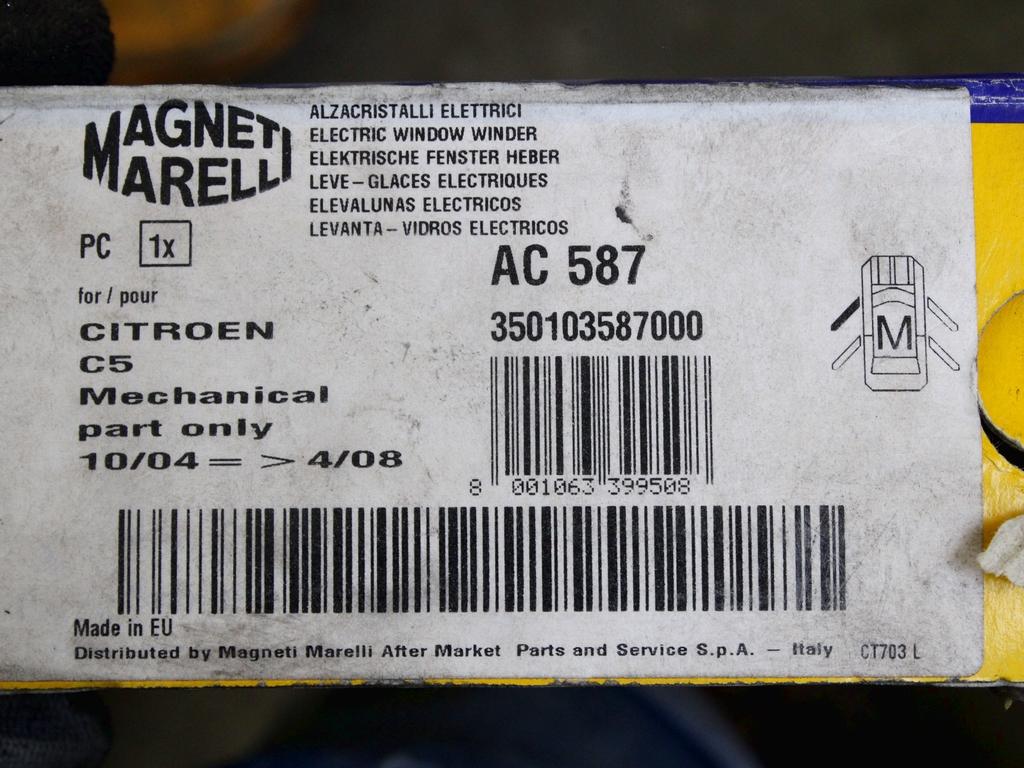 MAGNETI
MARELLI
ALZACRISTALLI ELETTRICI
ELECTRIC WINDOW WINDER
ELEKTRISCHE FENSTER HEBER
LEVE-GLACES ELECTRIQUES
ELEVALUNAS ELECTRICOS
LEVANTA-VIDROS ELECTRICOS
PC 1x
AC 587
for / pour
350103587000
CITROEN
C5
Mechanical
part only
10/04 = > 4/08
M
8 001063 399508
Made in EU
Distributed by Magneti Marelli After Market Parts and Service S.p.A. - Italy CT703 L